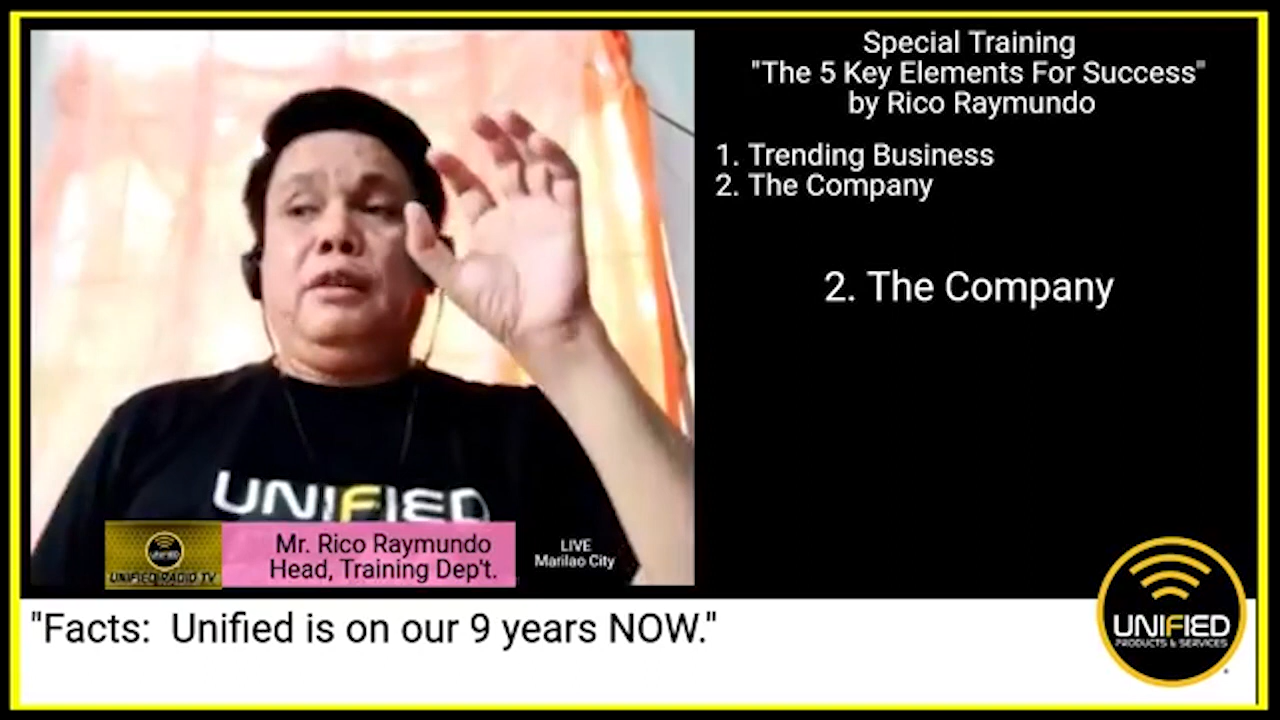 Special Training
"The 5 Key Elements For Success"
by Rico Raymundo
1. Trending Business
2. The Company
2. The Company
UNIFIED
UNIFIED
UNIFIED RADIO TV
Mr. Rico Raymundo
Head, Training Dep't.
LIVE
Marilao City
"Facts: Unified is on our 9 years NOW."
UNIFIED
PRODUCTS & SERVICES